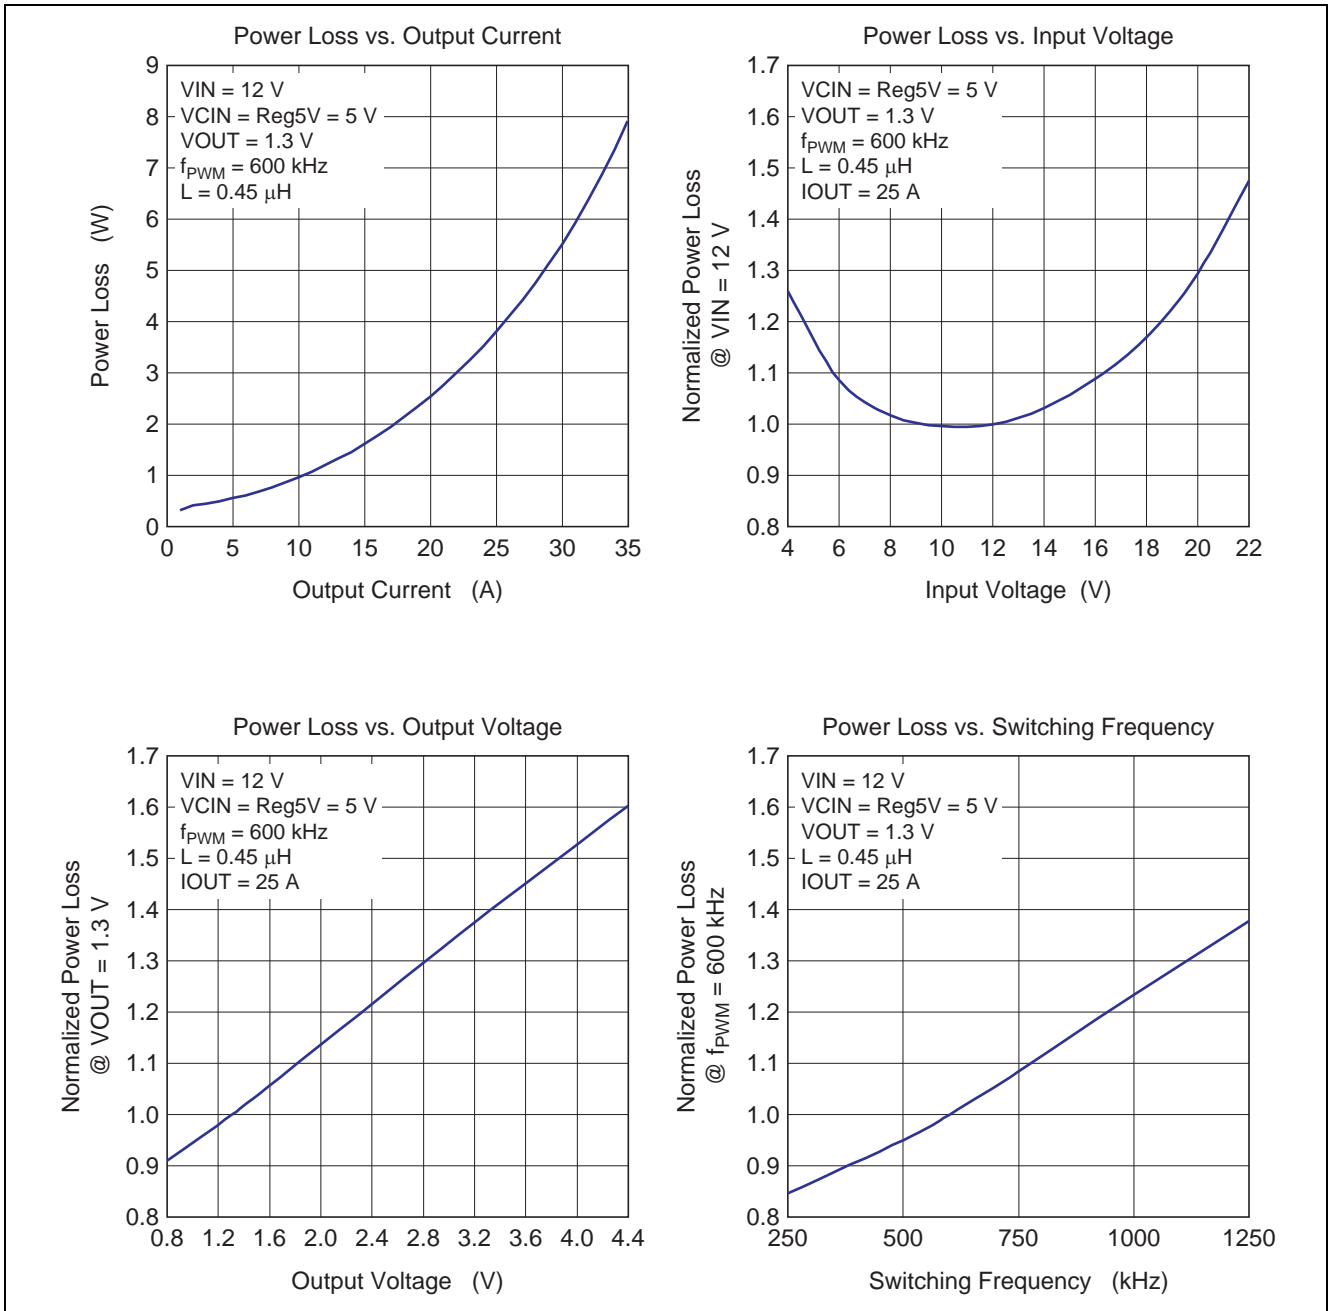 Power Loss vs. Output Current
9
8
7
6
5
4
3
2
1
0
VIN = 12 V
VCIN = Reg5V = 5 V
VOUT = 1.3 V
fPWM = 600 kHz
L = 0.45 μH
Power Loss (W)
0 5 10 15 20 25 30 35
Output Current (A)
Power Loss vs. Input Voltage
1.7
1.6
1.5
1.4
1.3
1.2
1.1
1.0
0.9
0.8
VCIN = Reg5V = 5 V
VOUT = 1.3 V
fPWM = 600 kHz
L = 0.45 μH
IOUT = 25 A
Normalized Power Loss
@ VIN = 12 V
4 6 8 10 12 14 16 18 20 22
Input Voltage (V)
Power Loss vs. Output Voltage
1.7
1.6
1.5
1.4
1.3
1.2
1.1
1.0
0.9
0.8
VIN = 12 V
VCIN = Reg5V = 5 V
fPWM = 600 kHz
L = 0.45 μH
IOUT = 25 A
Normalized Power Loss
@ VOUT = 1.3 V
0.8 1.2 1.6 2.0 2.4 2.8 3.2 3.6 4.0 4.4
Output Voltage (V)
Power Loss vs. Switching Frequency
1.7
1.6
1.5
1.4
1.3
1.2
1.1
1.0
0.9
0.8
VIN = 12 V
VCIN = Reg5V = 5 V
VOUT = 1.3 V
L = 0.45 μH
IOUT = 25 A
Normalized Power Loss
@ fPWM = 600 kHz
250 500 750 1000 1250
Switching Frequency (kHz)